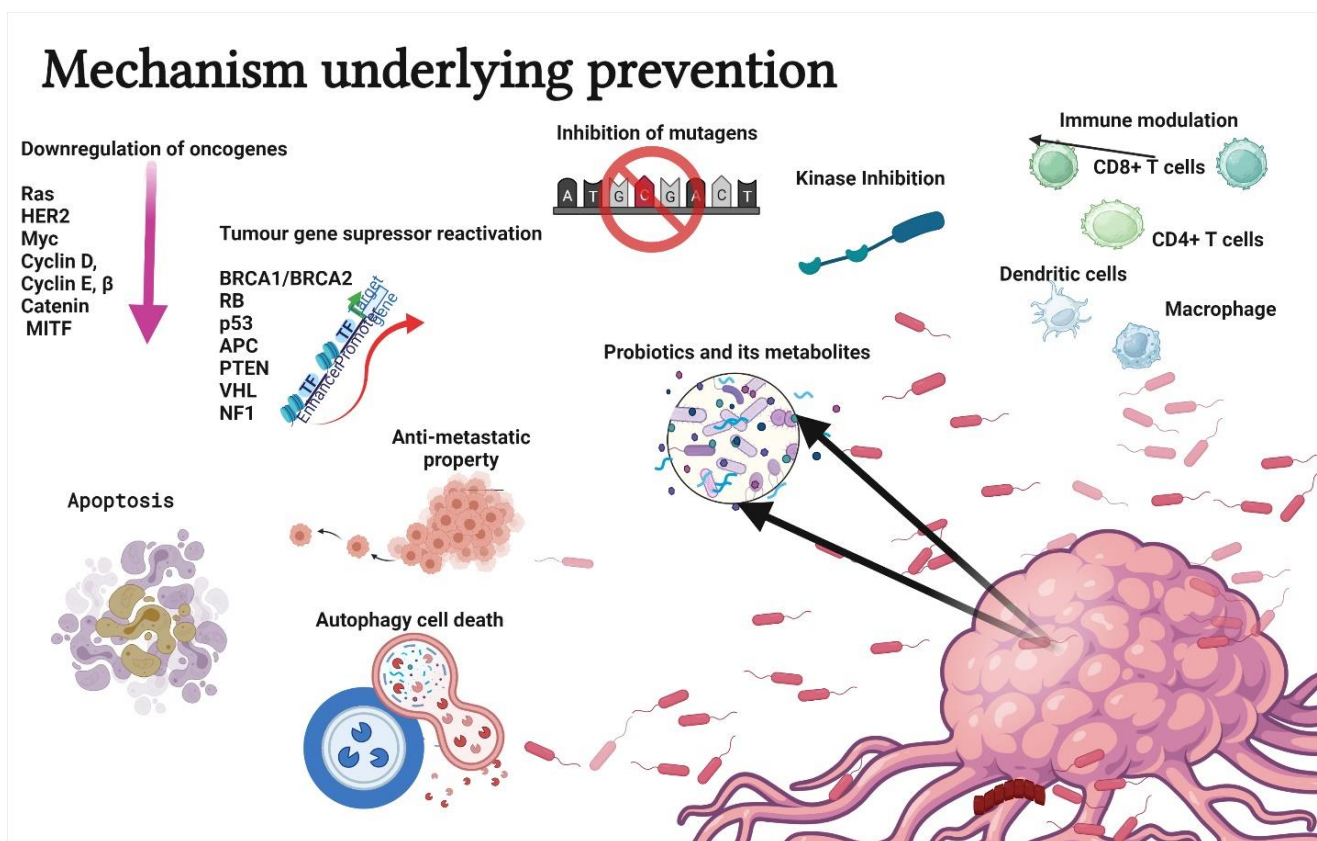 Mechanism underlying prevention
Downregulation of oncogenes
Ras
HER2
Myc
Cyclin D,
Cyclin E, β
Catenin
MITF
Tumour gene supressor reactivation
BRCA1/BRCA2
RB
p53
APC
PTEN
VHL
NF1
TF
Enhancer
TF
Promoter
Target
gene
Inhibition of mutagens
A T G C G A C T
Kinase Inhibition
Immune modulation
CD8+ T cells
CD4+ T cells
Dendritic cells
Macrophage
Probiotics and its metabolites
Anti-metastatic
property
Apoptosis
Autophagy cell death